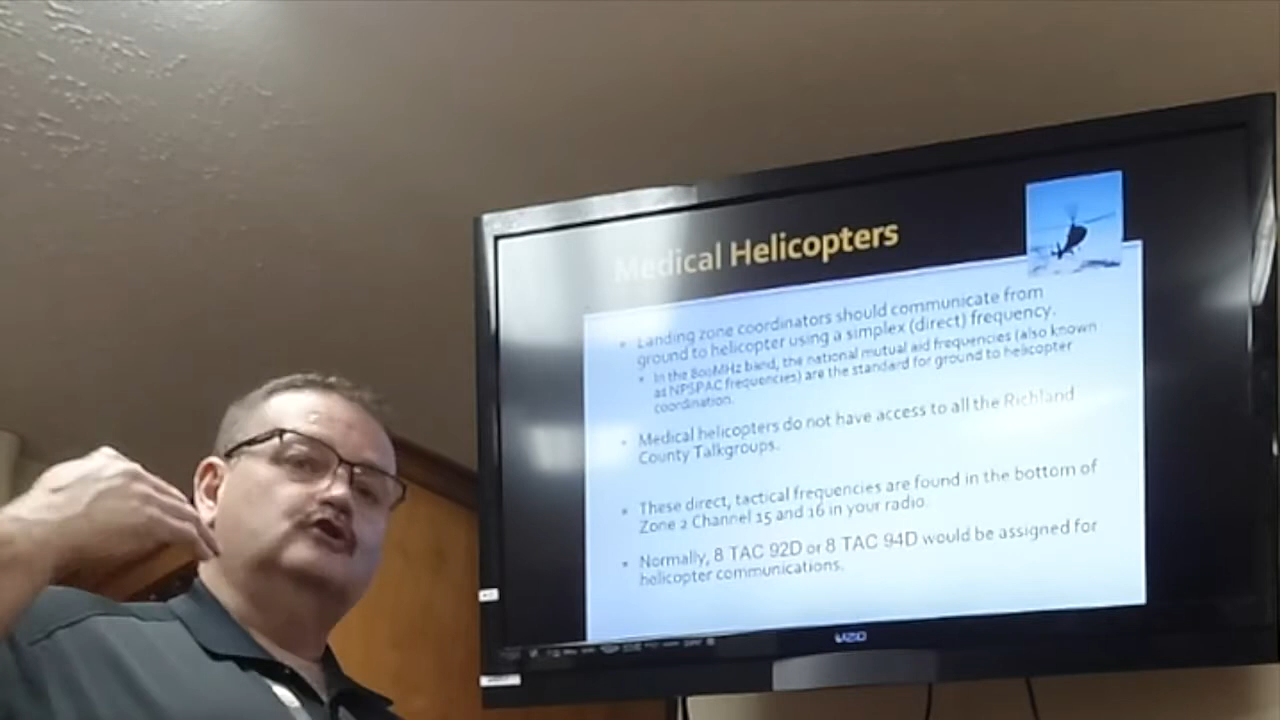 Medical Helicopters
Landing zone coordinators should communicate from
ground to helicopter using a simplex (direct) frequency.
In the 800MHz band, the national mutual aid frequencies (also known
as NPSPAC frequencies) are the standard for ground to helicopter
coordination.
Medical helicopters do not have access to all the Richland
County Talkgroups.
These direct, tactical frequencies are found in the bottom of
Zone 2 Channel 15 and 16 in your radio.
Normally, 8 TAC 92D or 8 TAC 94D would be assigned for
helicopter communications.
VIZIO